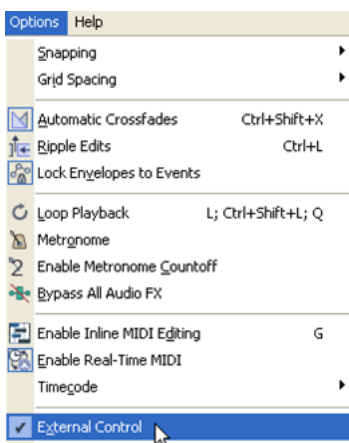 Options Help
Snapping
Grid Spacing
Automatic Crossfades Ctrl+Shift+X
Ripple Edits Ctrl+L
Lock Envelopes to Events
Loop Playback L; Ctrl+Shift+L; Q
Metronome
Enable Metronome Countoff
Bypass All Audio FX
Enable Inline MIDI Editing G
Enable Real-Time MIDI
Timecode
External Control